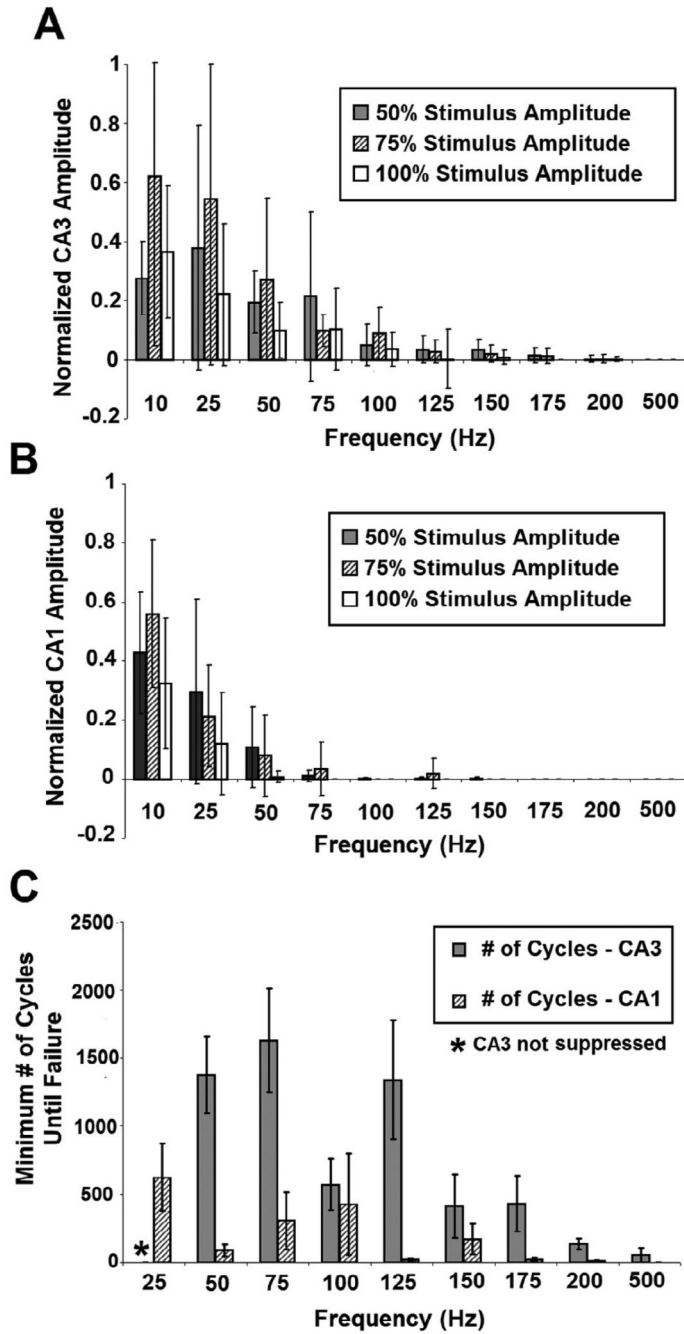 A
Normalized CA3 Amplitude
1
0.8
0.6
0.4
0.2
0
-0.2
50% Stimulus Amplitude
75% Stimulus Amplitude
100% Stimulus Amplitude
10 25 50 75 100 125 150 175 200 500
Frequency (Hz)
B
Normalized CA1 Amplitude
1
0.8
0.6
0.4
0.2
0
-0.2
50% Stimulus Amplitude
75% Stimulus Amplitude
100% Stimulus Amplitude
10 25 50 75 100 125 150 175 200 500
Frequency (Hz)
C
Minimum # of Cycles
Until Failure
2500
2000
1500
1000
500
0
# of Cycles - CA3
# of Cycles - CA1
* CA3 not suppressed
*
25 50 75 100 125 150 175 200 500
Frequency (Hz)